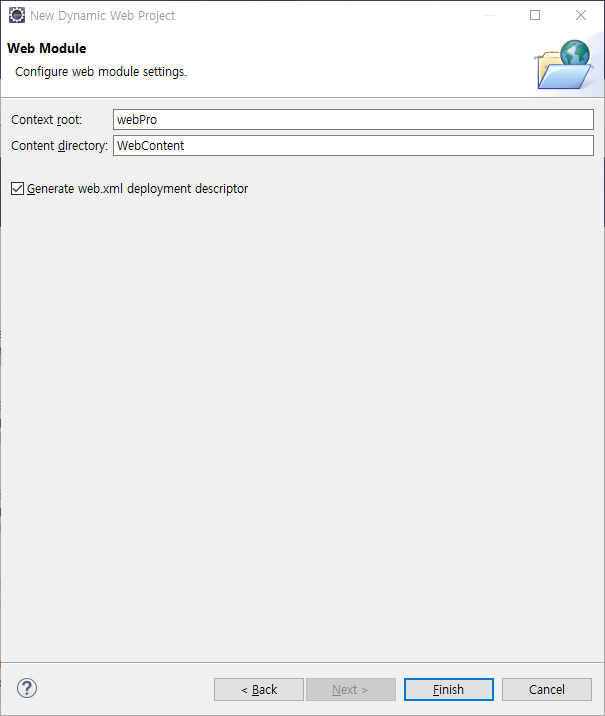 New Dynamic Web Project
Web Module
Configure web module settings.
Context root: webPro
Content directory: WebContent
Generate web.xml deployment descriptor
? < Back Next > Finish Cancel